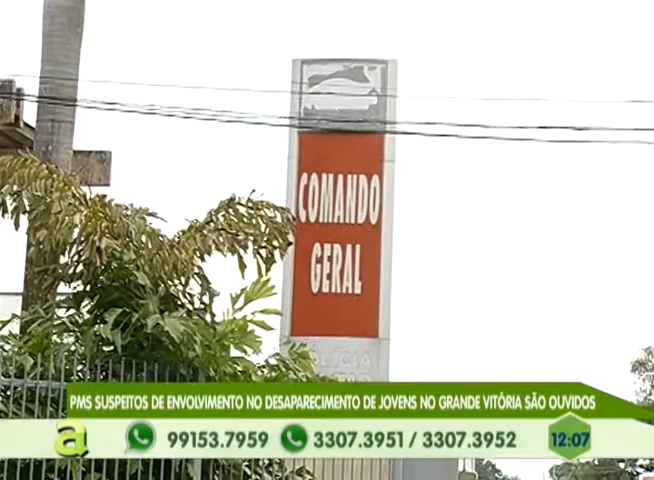 COMANDO
GERAL
POLÍCIA
PMS SUSPEITOS DE ENVOLVIMENTO NO DESAPARECIMENTO DE JOVENS NO GRANDE VITÓRIA SÃO OUVIDOS
a 99153.7959 3307.3951 / 3307.3952 12:07